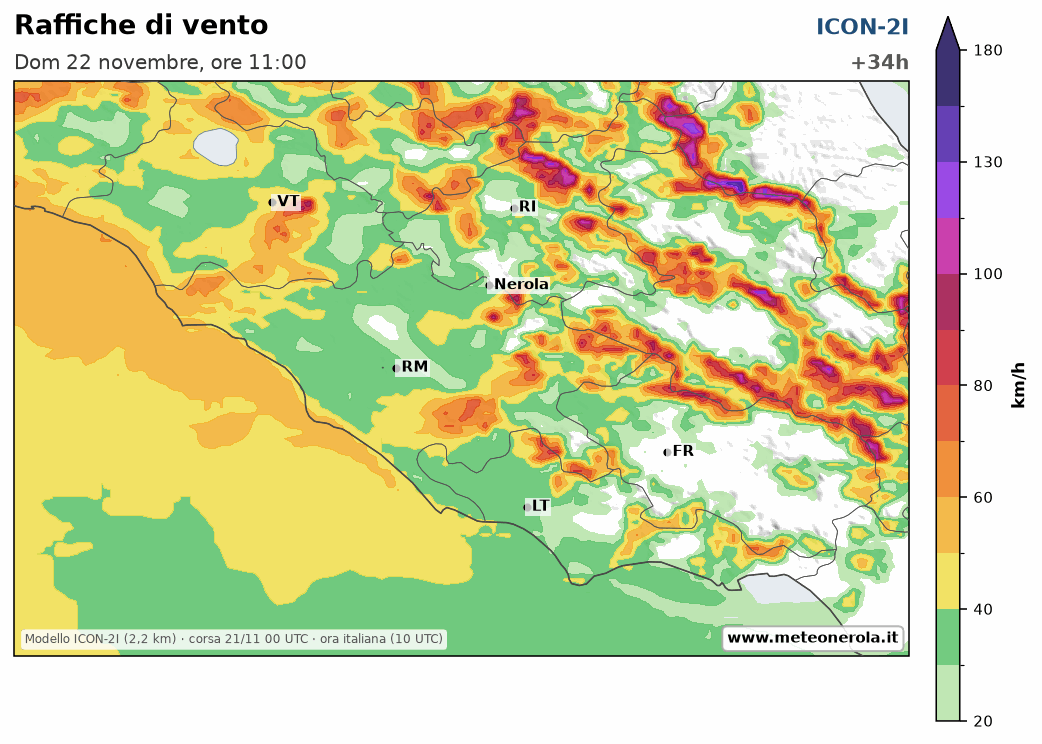 Raffiche di vento
ICON-2I
Dom 22 novembre, ore 11:00
+34h
VT
RI
Nerola
RM
FR
LT
Modello ICON-2I (2,2 km) · corsa 21/11 00 UTC · ora italiana (10 UTC)
www.meteonerola.it
180
130
100
80
60
40
20
km/h